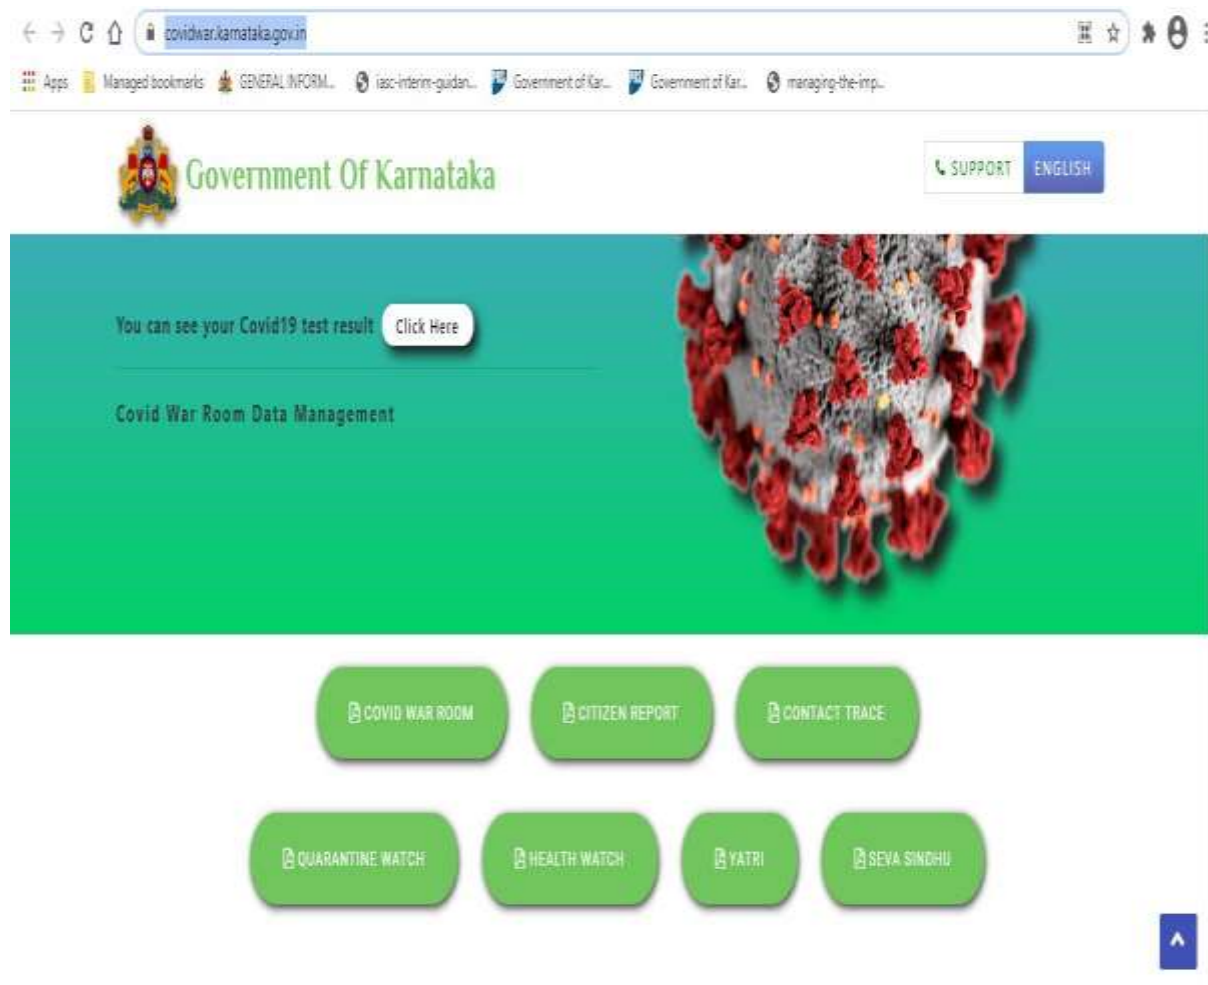 covidwar.karnataka.gov.in
Apps Managed bookmarks GENERAL INFORM... iasc-interim-guidan... Government of Kar... Government of Kar... managing-the-imp...
Government Of Karnataka
SUPPORT ENGLISH
You can see your Covid19 test result Click Here
Covid War Room Data Management
COVID WAR ROOM CITIZEN REPORT CONTACT TRACE
QUARANTINE WATCH HEALTH WATCH YATRI SEVA SINDHU